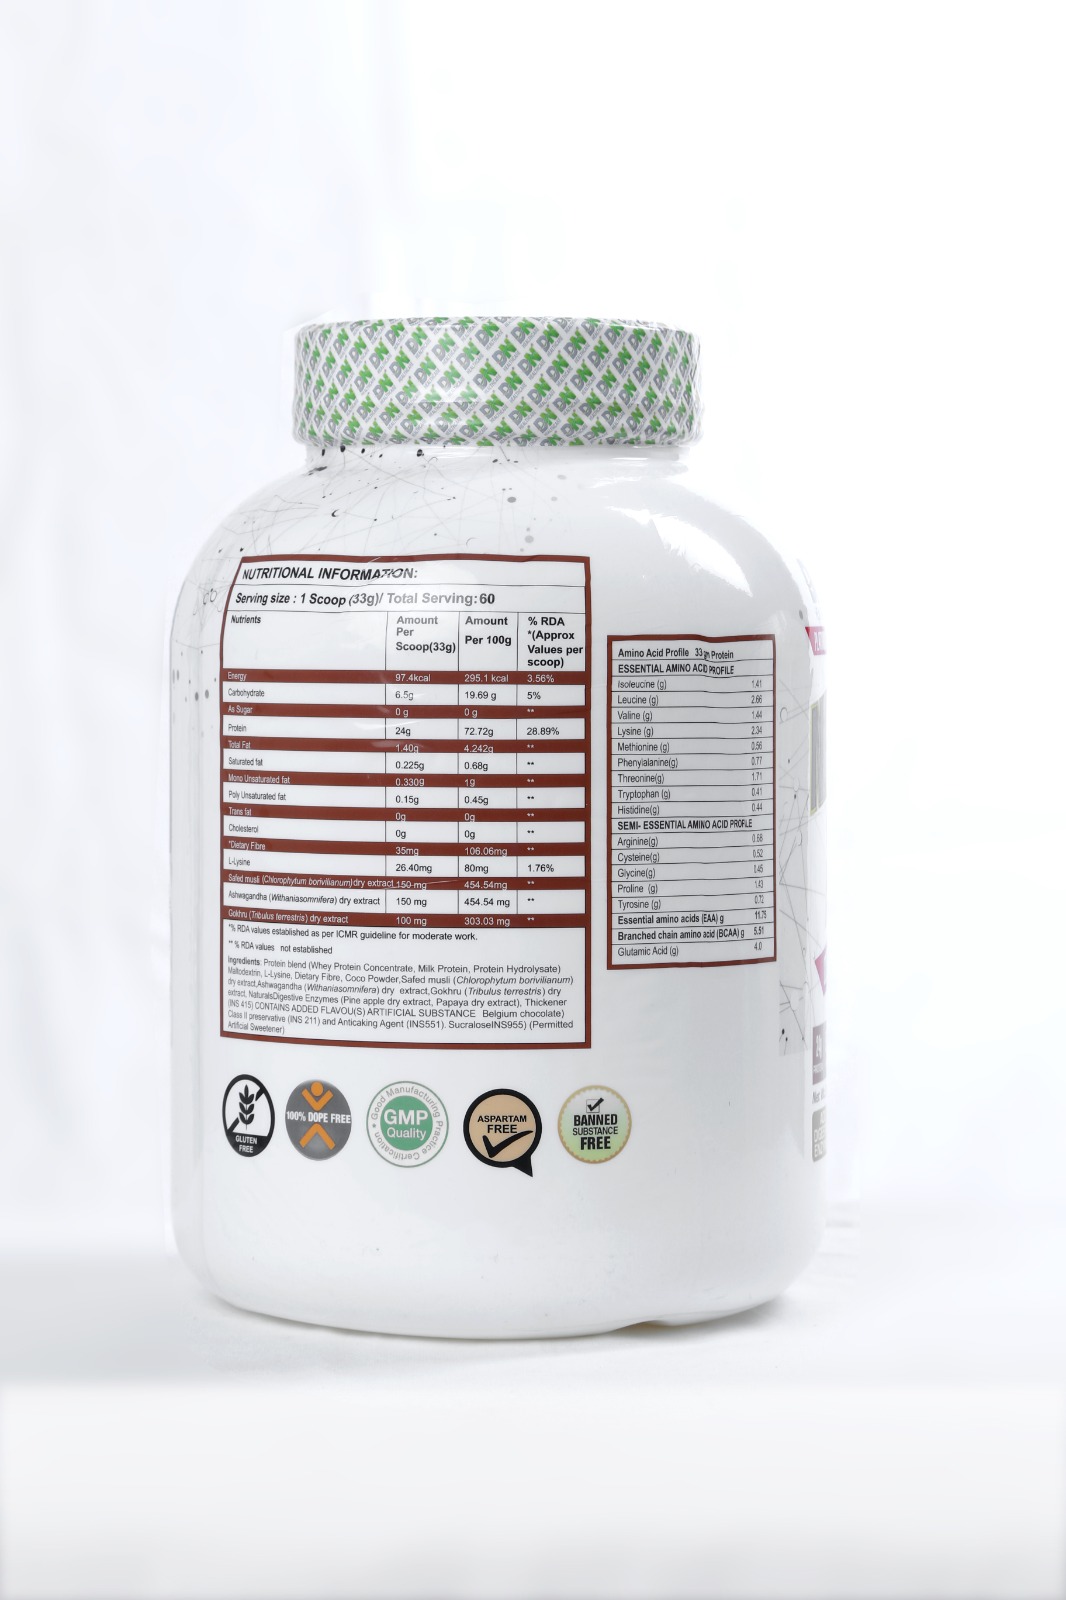 NUTRITIONAL INFORMATION:
Serving size : 1 Scoop (33g)/ Total Serving:60
Nutrients Amount Per Scoop(33g) Amount Per 100g % RDA *(Approx Values per scoop)
Energy 97.4kcal 295.1 kcal 3.56%
Carbohydrate 6.5g 19.69 g 5%
As Sugar 0 g 0 g **
Protein 24g 72.72g 28.89%
Total Fat 1.40g 4.242g **
Saturated fat 0.225g 0.68g **
Mono Unsaturated fat 0.330g 1g **
Poly Unsaturated fat 0.15g 0.45g **
Trans fat 0g 0g **
Cholesterol 0g 0g **
*Dietary Fibre 35mg 106.06mg **
L-Lysine 26.40mg 80mg 1.76%
Safed musli (Chlorophytum borivilianum)dry extract 150 mg 454.54mg **
Ashwagandha (Withaniasomnifera) dry extract 150 mg 454.54 mg **
Gokhru (Tribulus terrestris) dry extract 100 mg 303.03 mg **
*% RDA values established as per ICMR guideline for moderate work.
** % RDA values not established
Ingredients: Protein blend (Whey Protein Concentrate, Milk Protein, Protein Hydrolysate)
Maltodextrin, L-Lysine, Dietary Fibre, Coco Powder,Safed musli (Chlorophytum borivilianum)
dry extract,Ashwagandha (Withaniasomnifera) dry extract,Gokhru (Tribulus terrestris) dry
extract, NaturalsDigestive Enzymes (Pine apple dry extract, Papaya dry extract), Thickener
(INS 415) CONTAINS ADDED FLAVOU(S) ARTIFICIAL SUBSTANCE Belgium chocolate)
Class II preservative (INS 211) and Anticaking Agent (INS551). SucraloseINS955) (Permitted
Artificial Sweetener)
Amino Acid Profile 33 gm Protein
ESSENTIAL AMINO ACID PROFILE
Isoleucine (g) 1.41
Leucine (g) 2.66
Valine (g) 1.44
Lysine (g) 2.34
Methionine (g) 0.56
Phenylalanine(g) 0.77
Threonine(g) 1.71
Tryptophan (g) 0.41
Histidine(g) 0.44
SEMI- ESSENTIAL AMINO ACID PROFILE
Arginine(g) 0.68
Cysteine(g) 0.52
Glycine(g) 1.45
Proline (g) 1.43
Tyrosine (g) 0.72
Essential amino acids (EAA) g 11.75
Branched chain amino acid (BCAA) g 5.51
Glutamic Acid (g) 4.0
GLUTEN
FREE
100% DOPE FREE
Good Manufacturing Practice Certification
GMP
Quality
ASPARTAM
FREE
BANNED
SUBSTANCE
FREE
DN